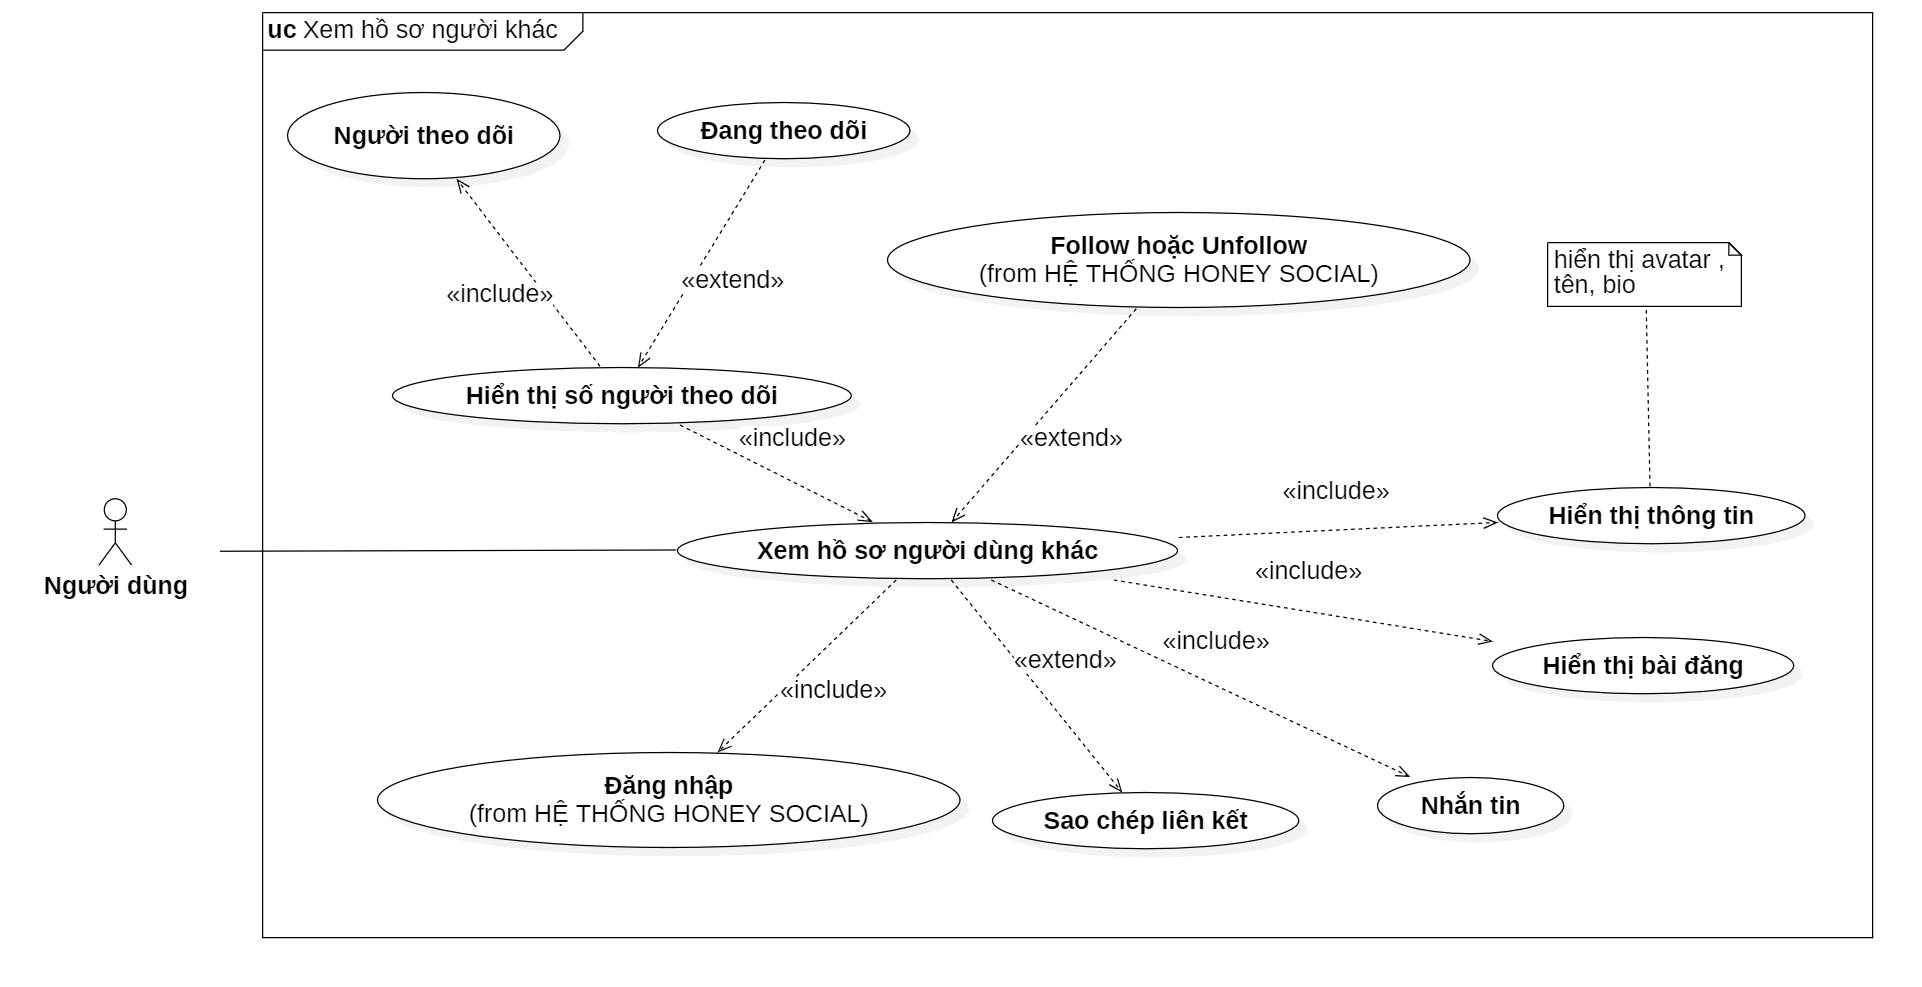 uc Xem hồ sơ người khác
Người theo dõi
Đang theo dõi
Follow hoặc Unfollow
(from HỆ THỐNG HONEY SOCIAL)
hiển thị avatar ,
tên, bio
«include»
«extend»
Hiển thị số người theo dõi
«include»
«extend»
«include»
Hiển thị thông tin
Người dùng
Xem hồ sơ người dùng khác
«include»
«include»
«extend»
«include»
Hiển thị bài đăng
Đăng nhập
(from HỆ THỐNG HONEY SOCIAL)
Sao chép liên kết
Nhắn tin